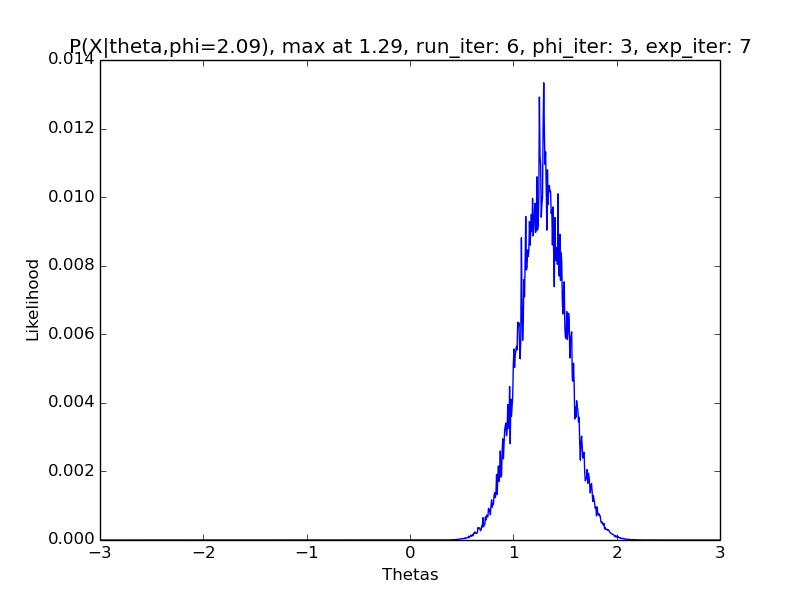 P(X|theta,phi=2.09), max at 1.29, run_iter: 6, phi_iter: 3, exp_iter: 7
0.014
0.012
0.010
0.008
0.006
0.004
0.002
0.000
Likelihood
−3 −2 −1 0 1 2 3
Thetas